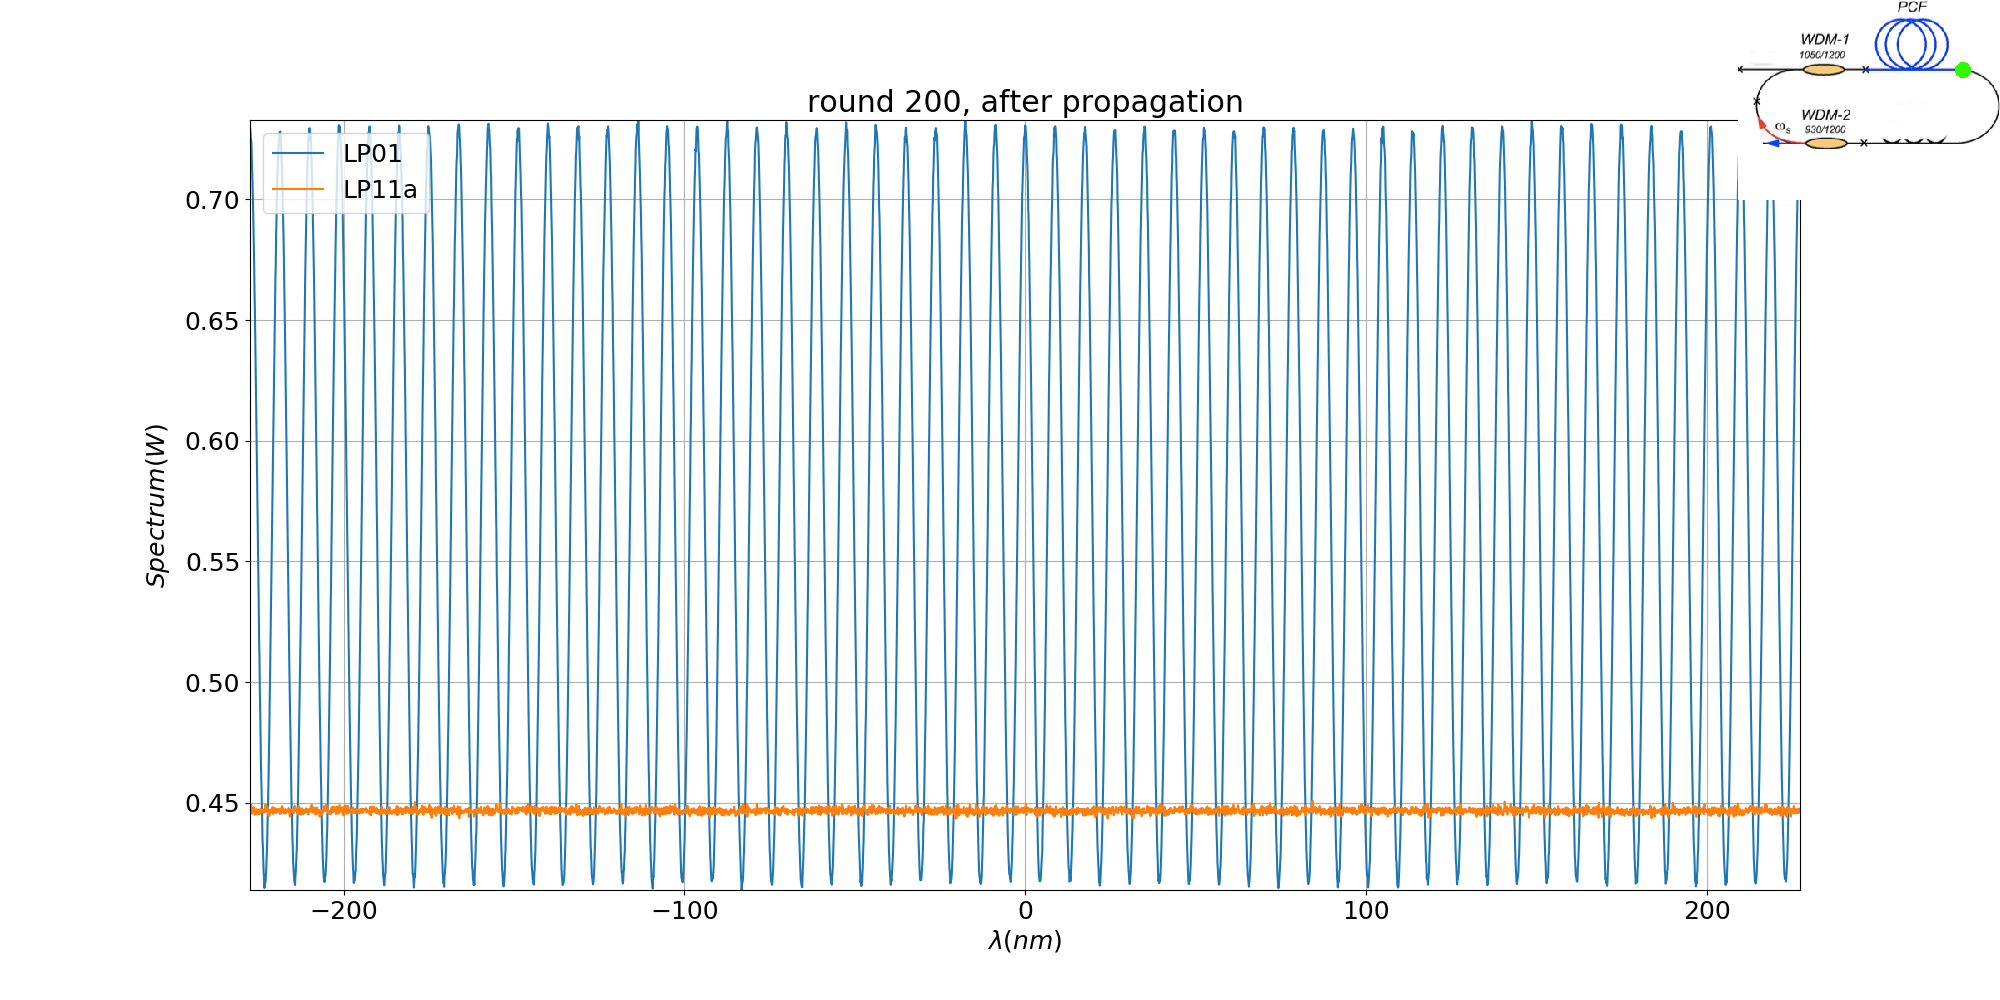 PCF
WDM-1
1050/1200
round 200, after propagation
WDM-2
930/1200
ωs
LP01
LP11a
0.70
0.65
0.60
0.55
0.50
0.45
Spectrum(W)
−200
−100
0
100
200
λ(nm)